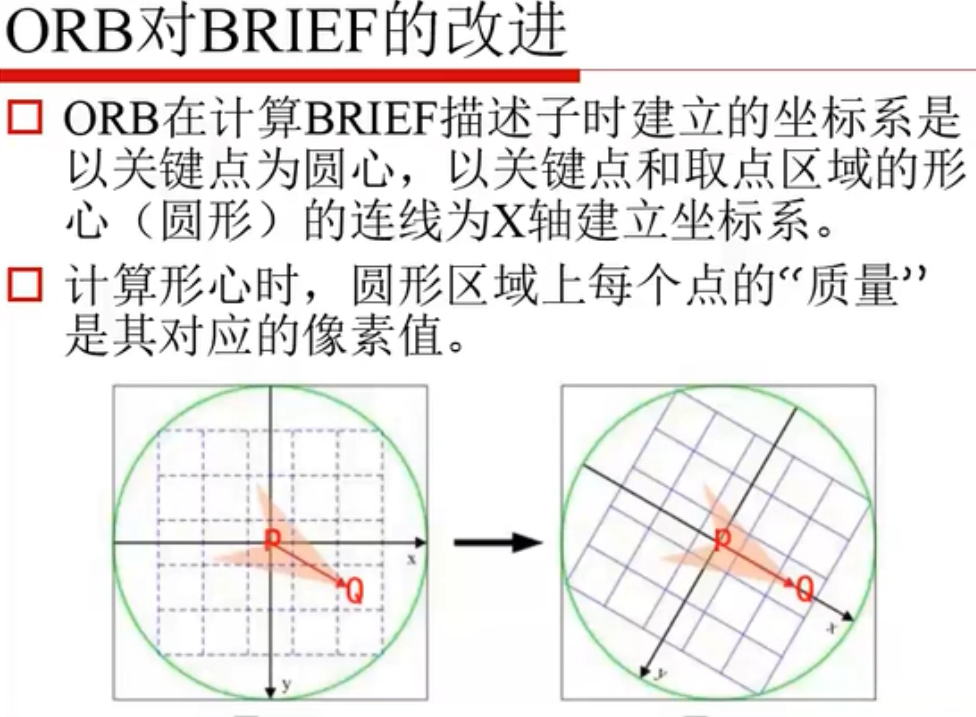 ORB对BRIEF的改进
ORB在计算BRIEF描述子时建立的坐标系是
以关键点为圆心，以关键点和取点区域的形
心（圆形）的连线为X轴建立坐标系。
计算形心时，圆形区域上每个点的“质量”
是其对应的像素值。
P
Q
x
y
P
Q
x
y